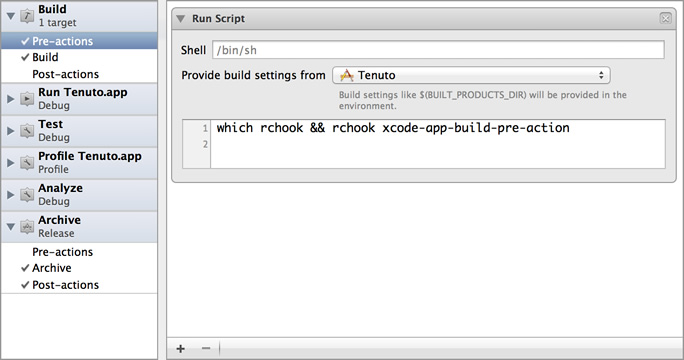 Build
1 target
Pre-actions
Build
Post-actions
Run Tenuto.app
Debug
Test
Debug
Profile Tenuto.app
Profile
Analyze
Debug
Archive
Release
Pre-actions
Archive
Post-actions
Run Script
Shell /bin/sh
Provide build settings from Tenuto
Build settings like $(BUILT_PRODUCTS_DIR) will be provided in the
environment.
1 which rchook && rchook xcode-app-build-pre-action
2